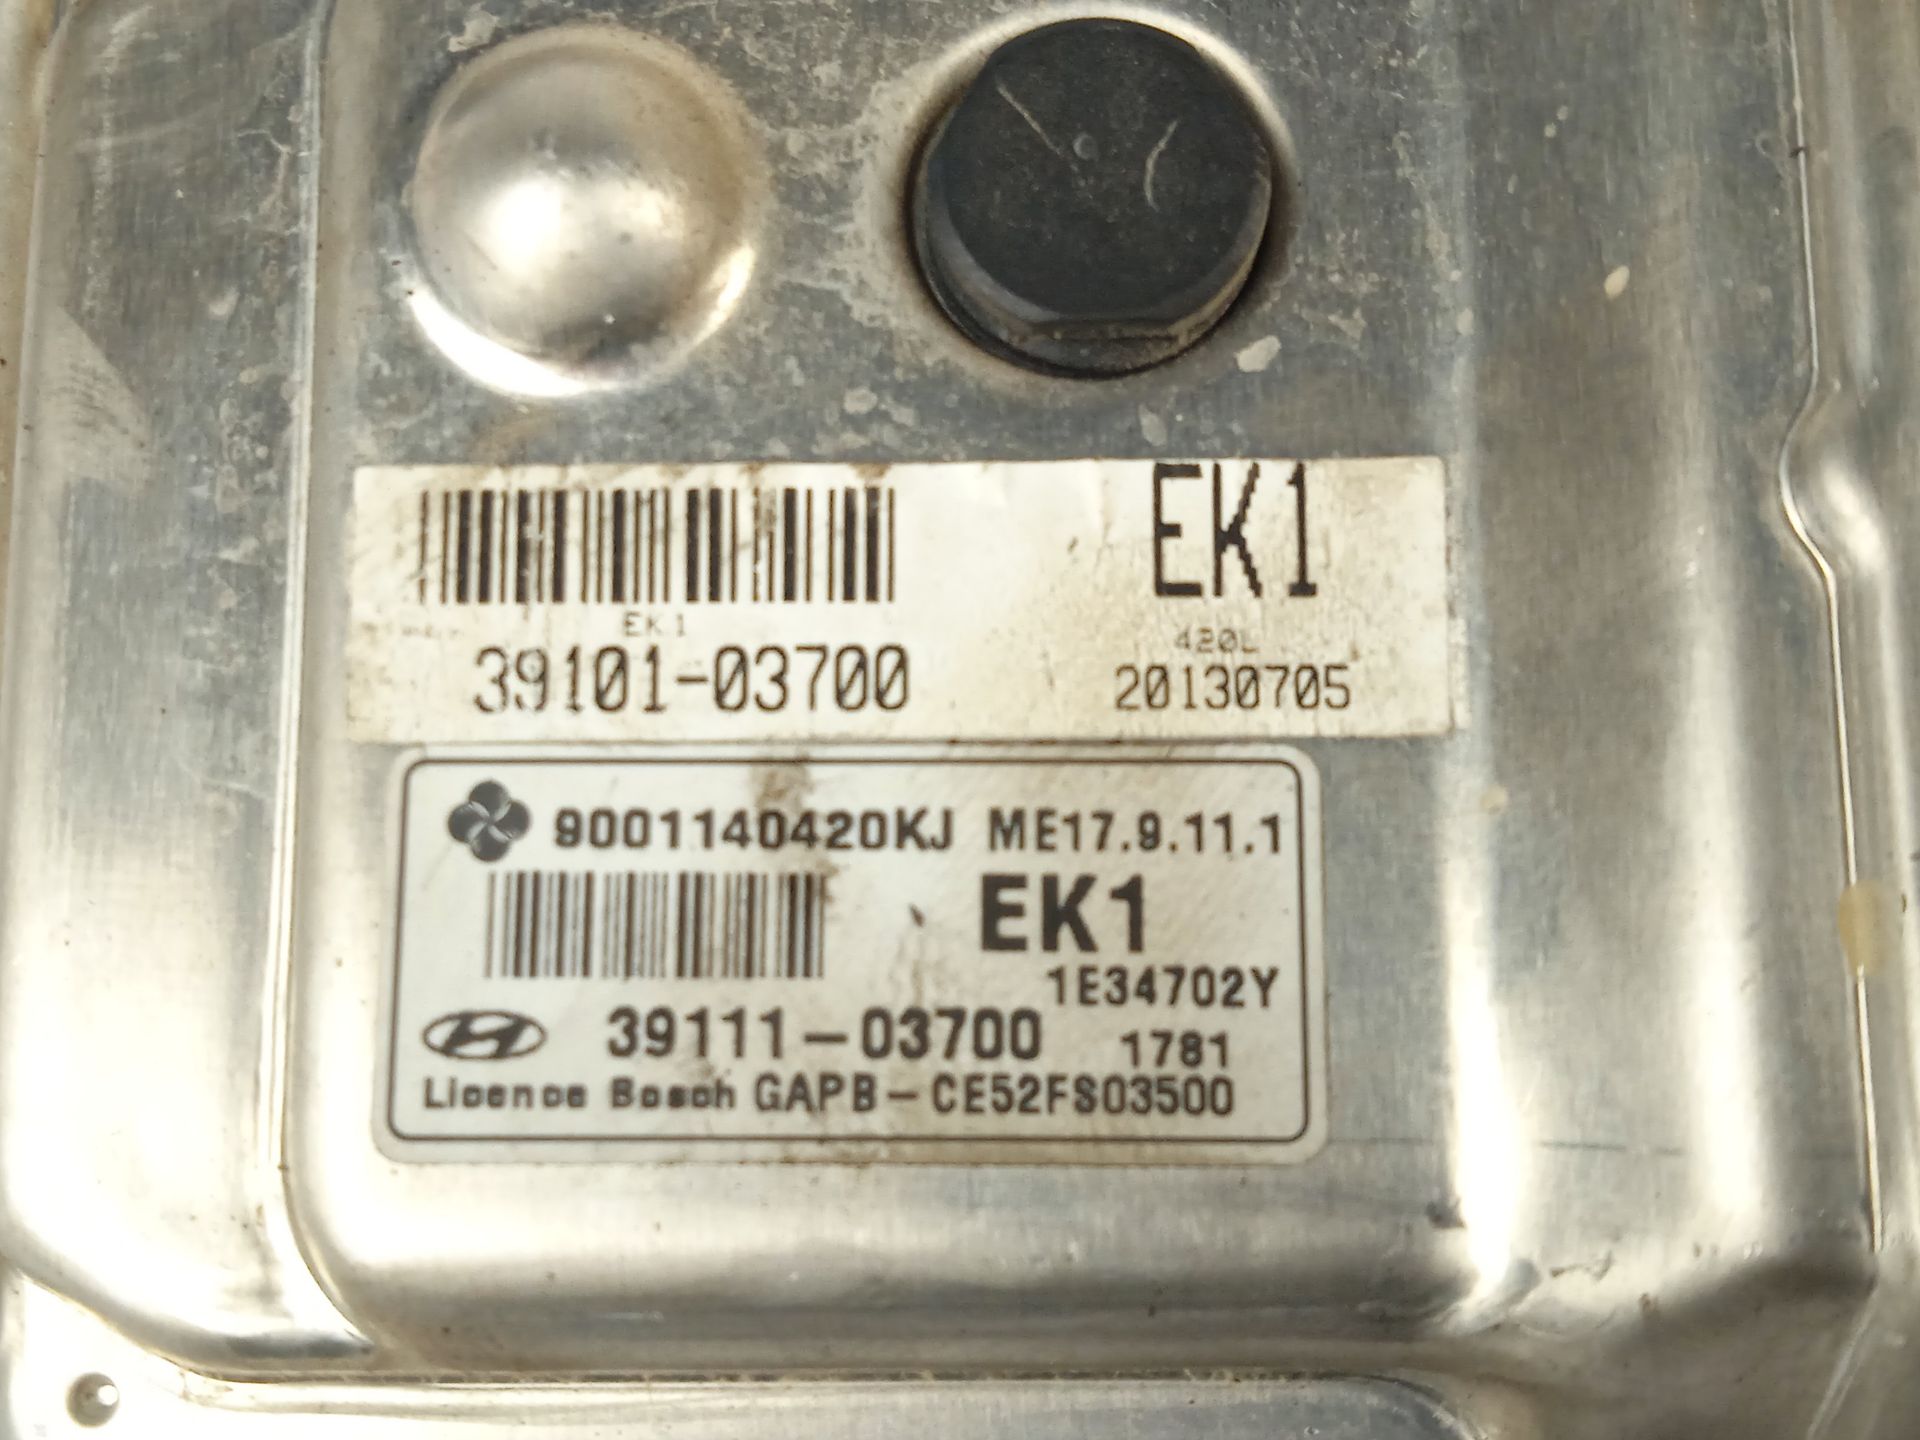 EK1
EK1
420L
39101-03700
20130705
9001140420KJ ME17.9.11.1
EK1
1E34702Y
39111-03700
1781
Licence Bosch GAPB-CE52FS03500